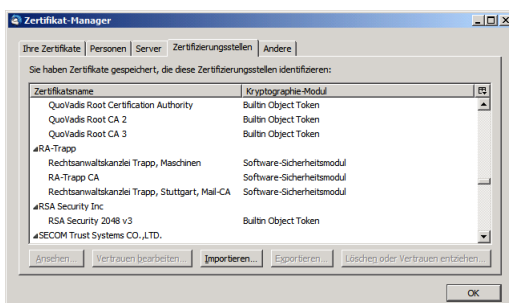 Zertifikat-Manager
Ihre Zertifikate Personen Server Zertifizierungsstellen Andere
Sie haben Zertifikate gespeichert, die diese Zertifizierungsstellen identifizieren:
Zertifikatsname Kryptographie-Modul
QuoVadis Root Certification Authority Builtin Object Token
QuoVadis Root CA 2 Builtin Object Token
QuoVadis Root CA 3 Builtin Object Token
RA-Trapp
Rechtsanwaltskanzlei Trapp, Maschinen Software-Sicherheitsmodul
RA-Trapp CA Software-Sicherheitsmodul
Rechtsanwaltskanzlei Trapp, Stuttgart, Mail-CA Software-Sicherheitsmodul
RSA Security Inc
RSA Security 2048 v3 Builtin Object Token
SECOM Trust Systems CO.,LTD.
Ansehen... Vertrauen bearbeiten... Importieren... Exportieren... Löschen oder Vertrauen entziehen...
OK